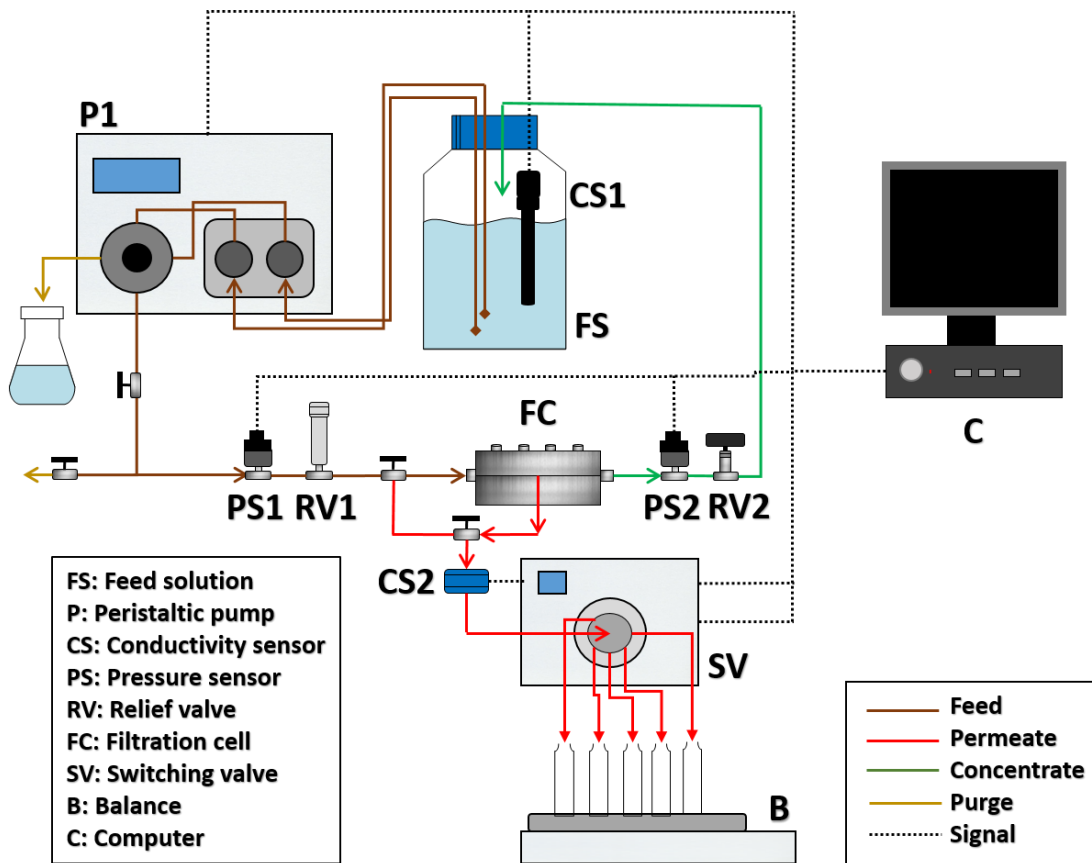 P1
CS1
FS
FC
C
PS1
RV1
PS2
RV2
CS2
SV
B
FS: Feed solution
P: Peristaltic pump
CS: Conductivity sensor
PS: Pressure sensor
RV: Relief valve
FC: Filtration cell
SV: Switching valve
B: Balance
C: Computer
Feed
Permeate
Concentrate
Purge
Signal